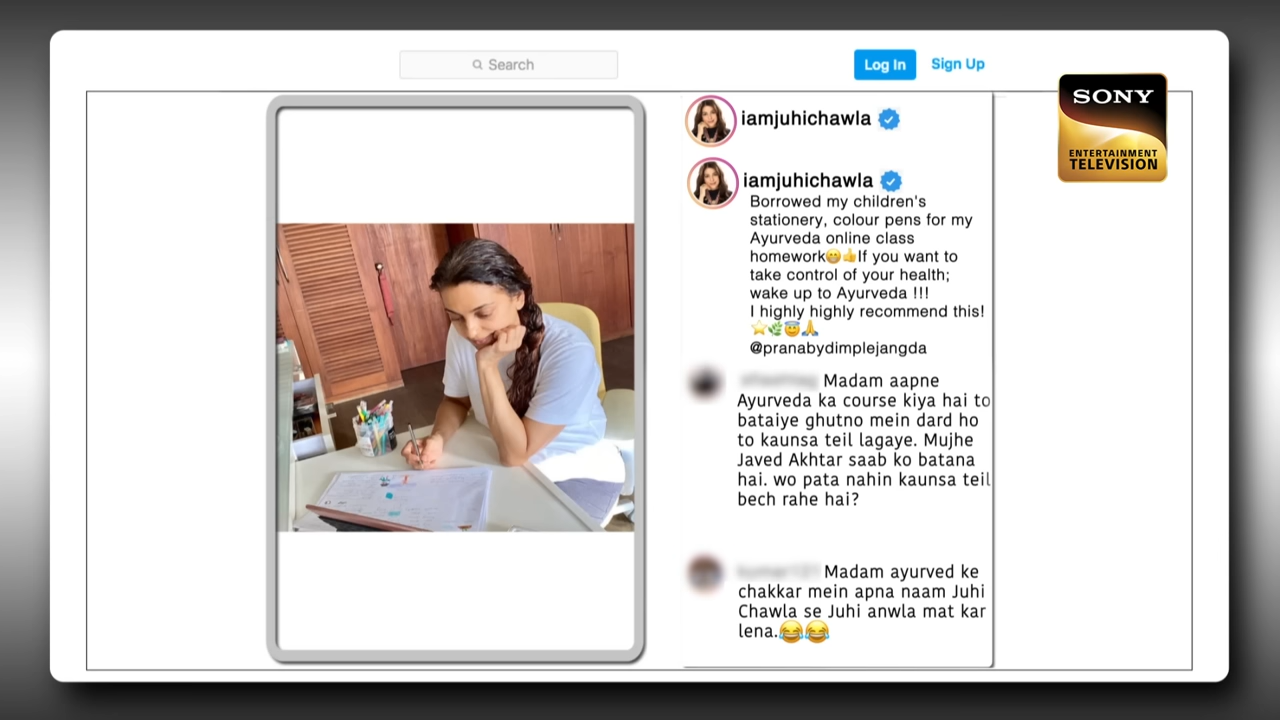 Search
Log In
Sign Up
SONY
ENTERTAINMENT
TELEVISION
iamjuhichawla
iamjuhichawla
Borrowed my children's
stationery, colour pens for my
Ayurveda online class
homework😁👍If you want to
take control of your health;
wake up to Ayurveda !!!
I highly highly recommend this!
⭐🌿😇🙏
@pranabydimplejangda
Madam aapne
Ayurveda ka course kiya hai to
bataiye ghutno mein dard ho
to kaunsa teil lagaye. Mujhe
Javed Akhtar saab ko batana
hai. wo pata nahin kaunsa teil
bech rahe hai?
Madam ayurved ke
chakkar mein apna naam Juhi
Chawla se Juhi anwla mat kar
lena.😂😂